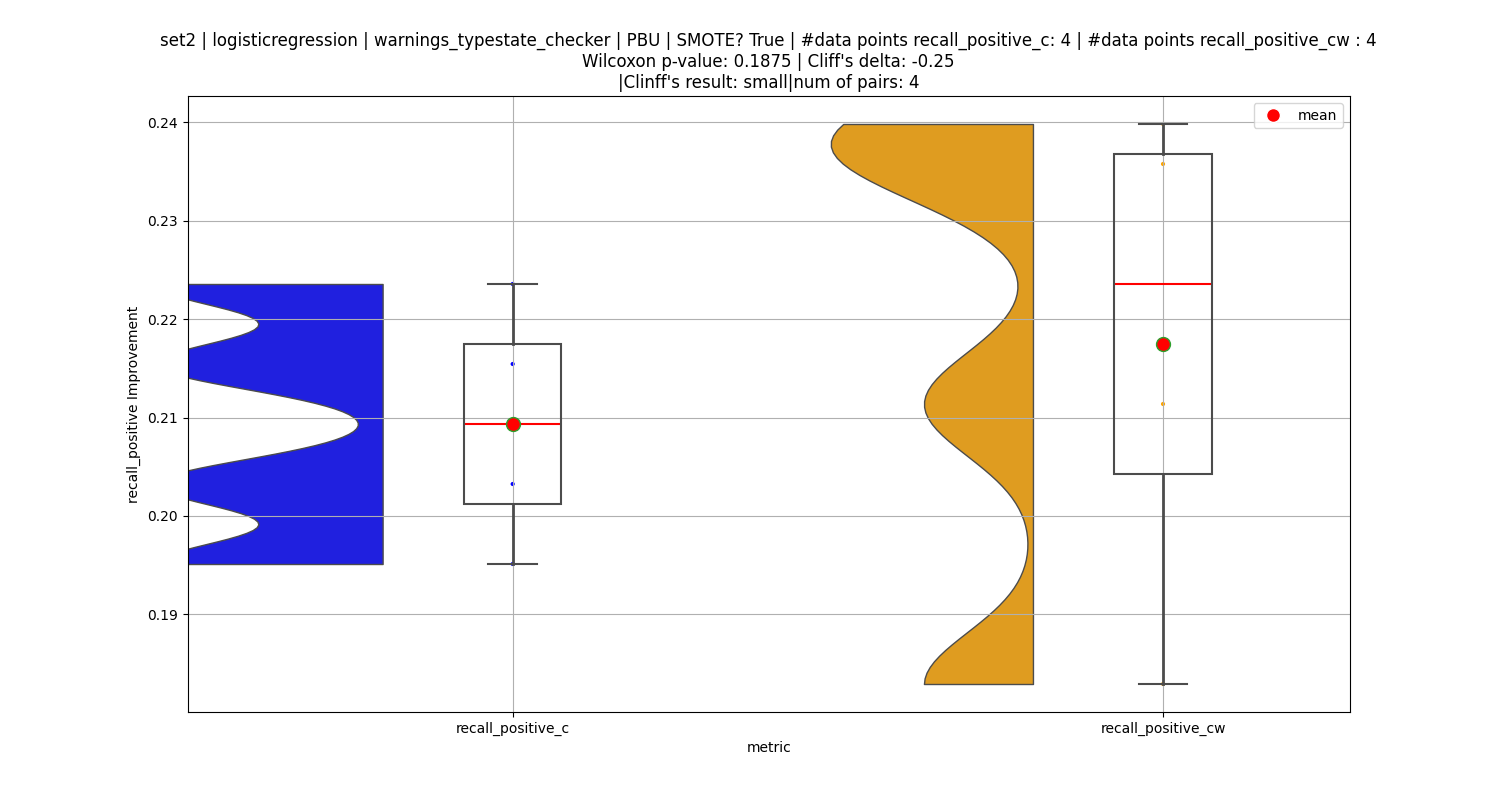 set2 | logisticregression | warnings_typestate_checker | PBU | SMOTE? True | #data points recall_positive_c: 4 | #data points recall_positive_cw : 4
Wilcoxon p-value: 0.1875 | Cliff's delta: -0.25
|Clinff's result: small|num of pairs: 4
mean
0.24
0.23
0.22
0.21
0.20
0.19
recall_positive Improvement
recall_positive_c
recall_positive_cw
metric